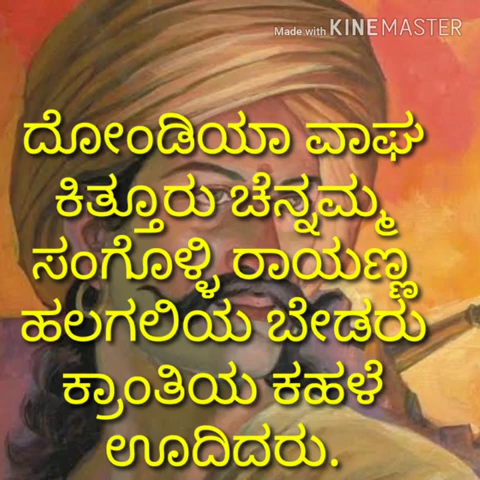 Made with KINEMASTER
ದೋಂಡಿಯಾ ವಾಘ
ಕಿತ್ತೂರು ಚೆನ್ನಮ್ಮ
ಸಂಗೊಳ್ಳಿ ರಾಯಣ್ಣ
ಹಲಗಲಿಯ ಬೇಡರು
ಕ್ರಾಂತಿಯ ಕಹಳೆ
ಊದಿದರು.